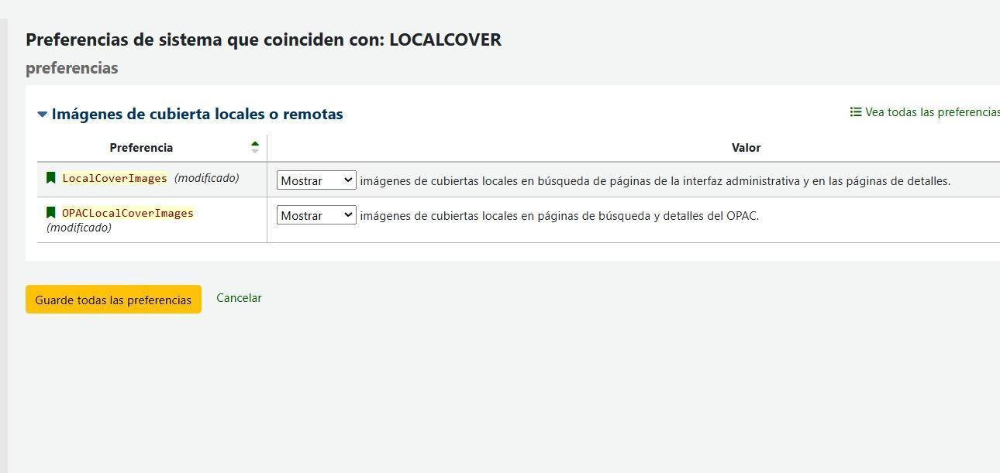 Preferencias de sistema que coinciden con: LOCALCOVER
preferencias
Imágenes de cubierta locales o remotas
Vea todas las preferencias
Preferencia
Valor
LocalCoverImages (modificado)
Mostrar imágenes de cubiertas locales en búsqueda de páginas de la interfaz administrativa y en las páginas de detalles.
OPACLocalCoverImages
(modificado)
Mostrar imágenes de cubiertas locales en páginas de búsqueda y detalles del OPAC.
Guarde todas las preferencias
Cancelar